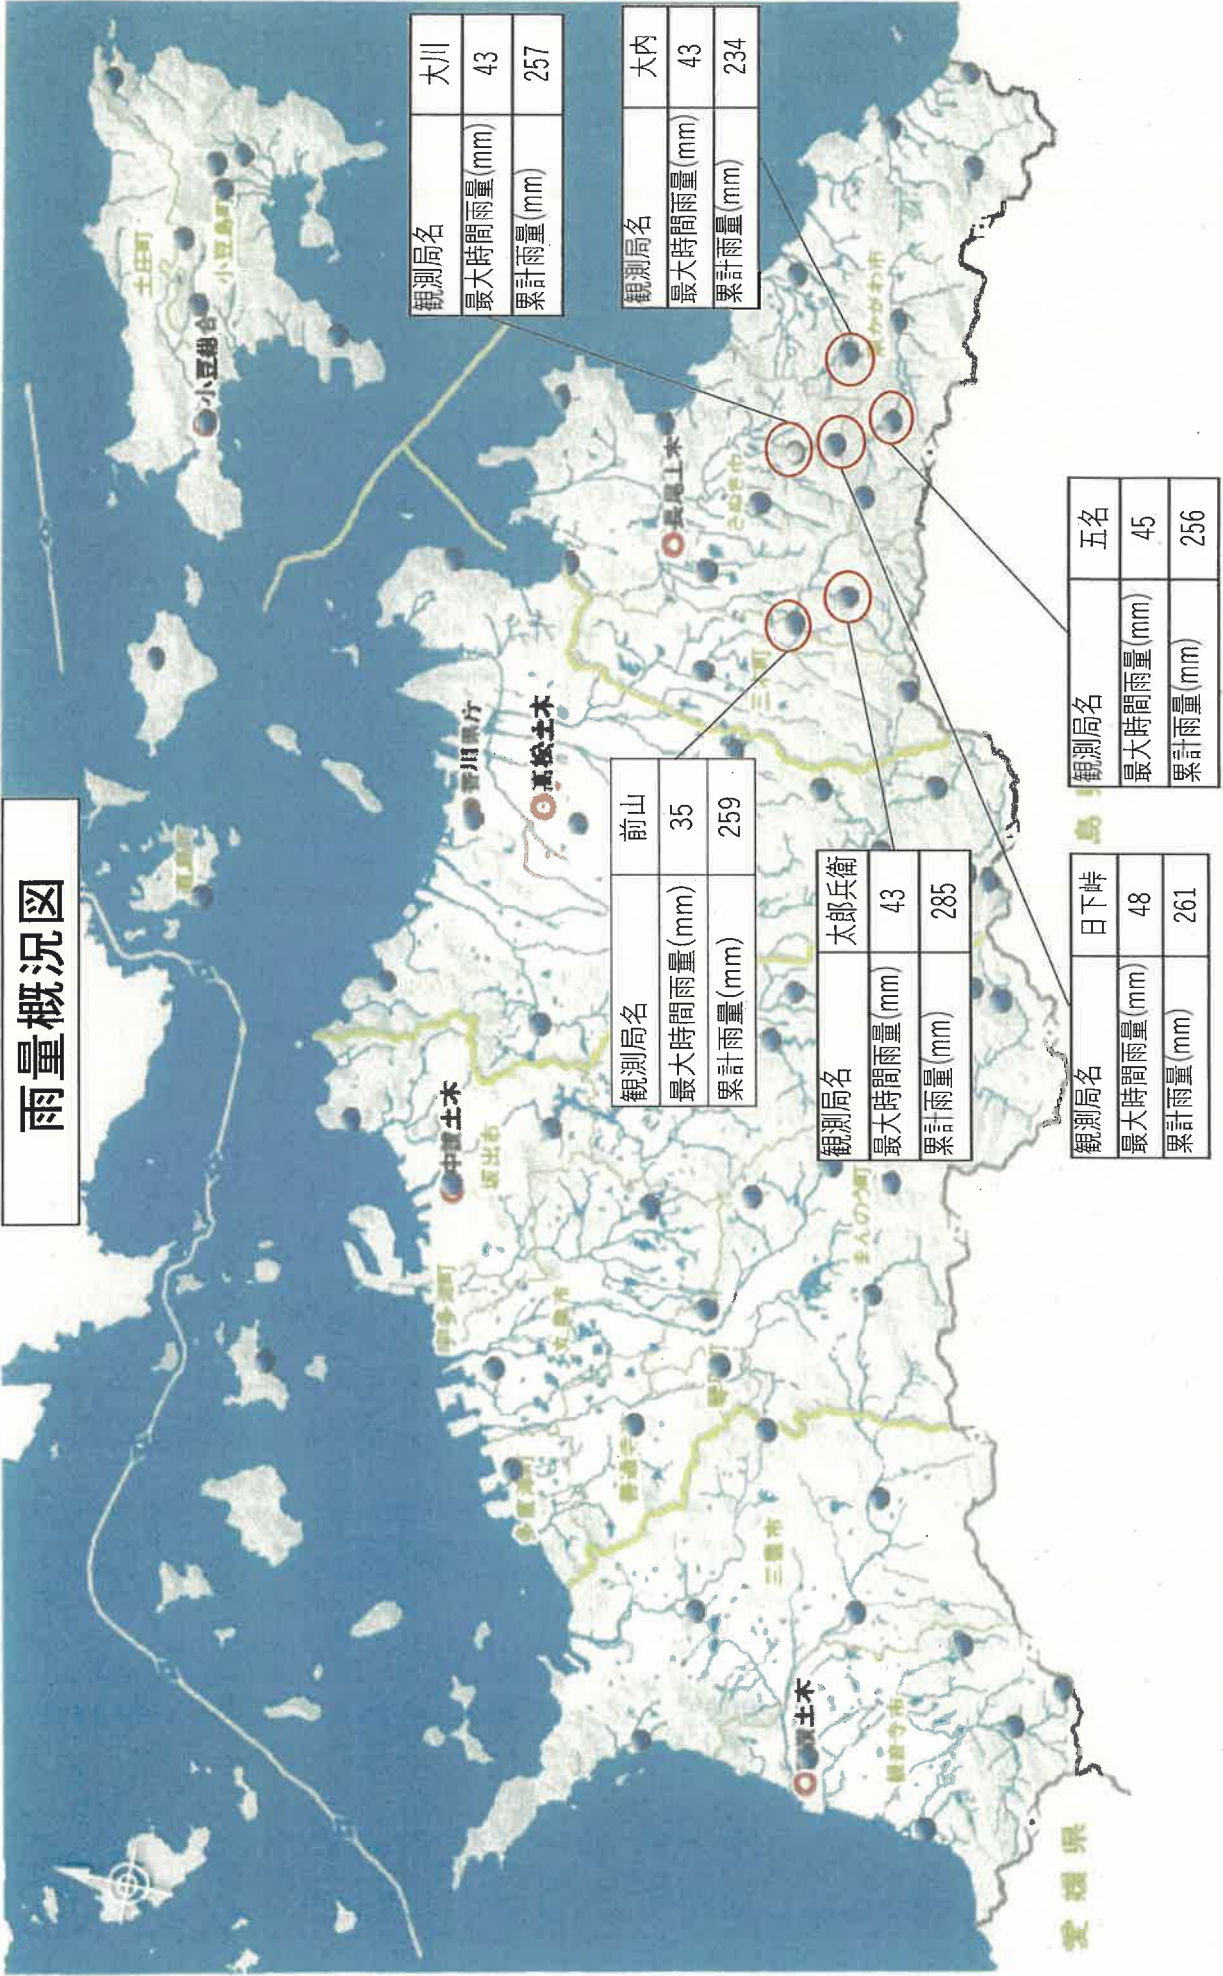 雨量概況図
観測局名 大川
最大時間雨量(mm) 43
累計雨量(mm) 257
観測局名 大内
最大時間雨量(mm) 43
累計雨量(mm) 234
観測局名 前山
最大時間雨量(mm) 35
累計雨量(mm) 259
観測局名 太郎兵衛
最大時間雨量(mm) 43
累計雨量(mm) 285
観測局名 日下峠
最大時間雨量(mm) 48
累計雨量(mm) 261
観測局名 五名
最大時間雨量(mm) 45
累計雨量(mm) 256
土庄町
小豆島町
小豆総合
香川県庁
高松土木
長尾土木
さぬき市
三木町
中讃土木
坂出市
宇多津町
丸亀市
まんのう町
三豊市
土木
観音寺市
愛媛県
島